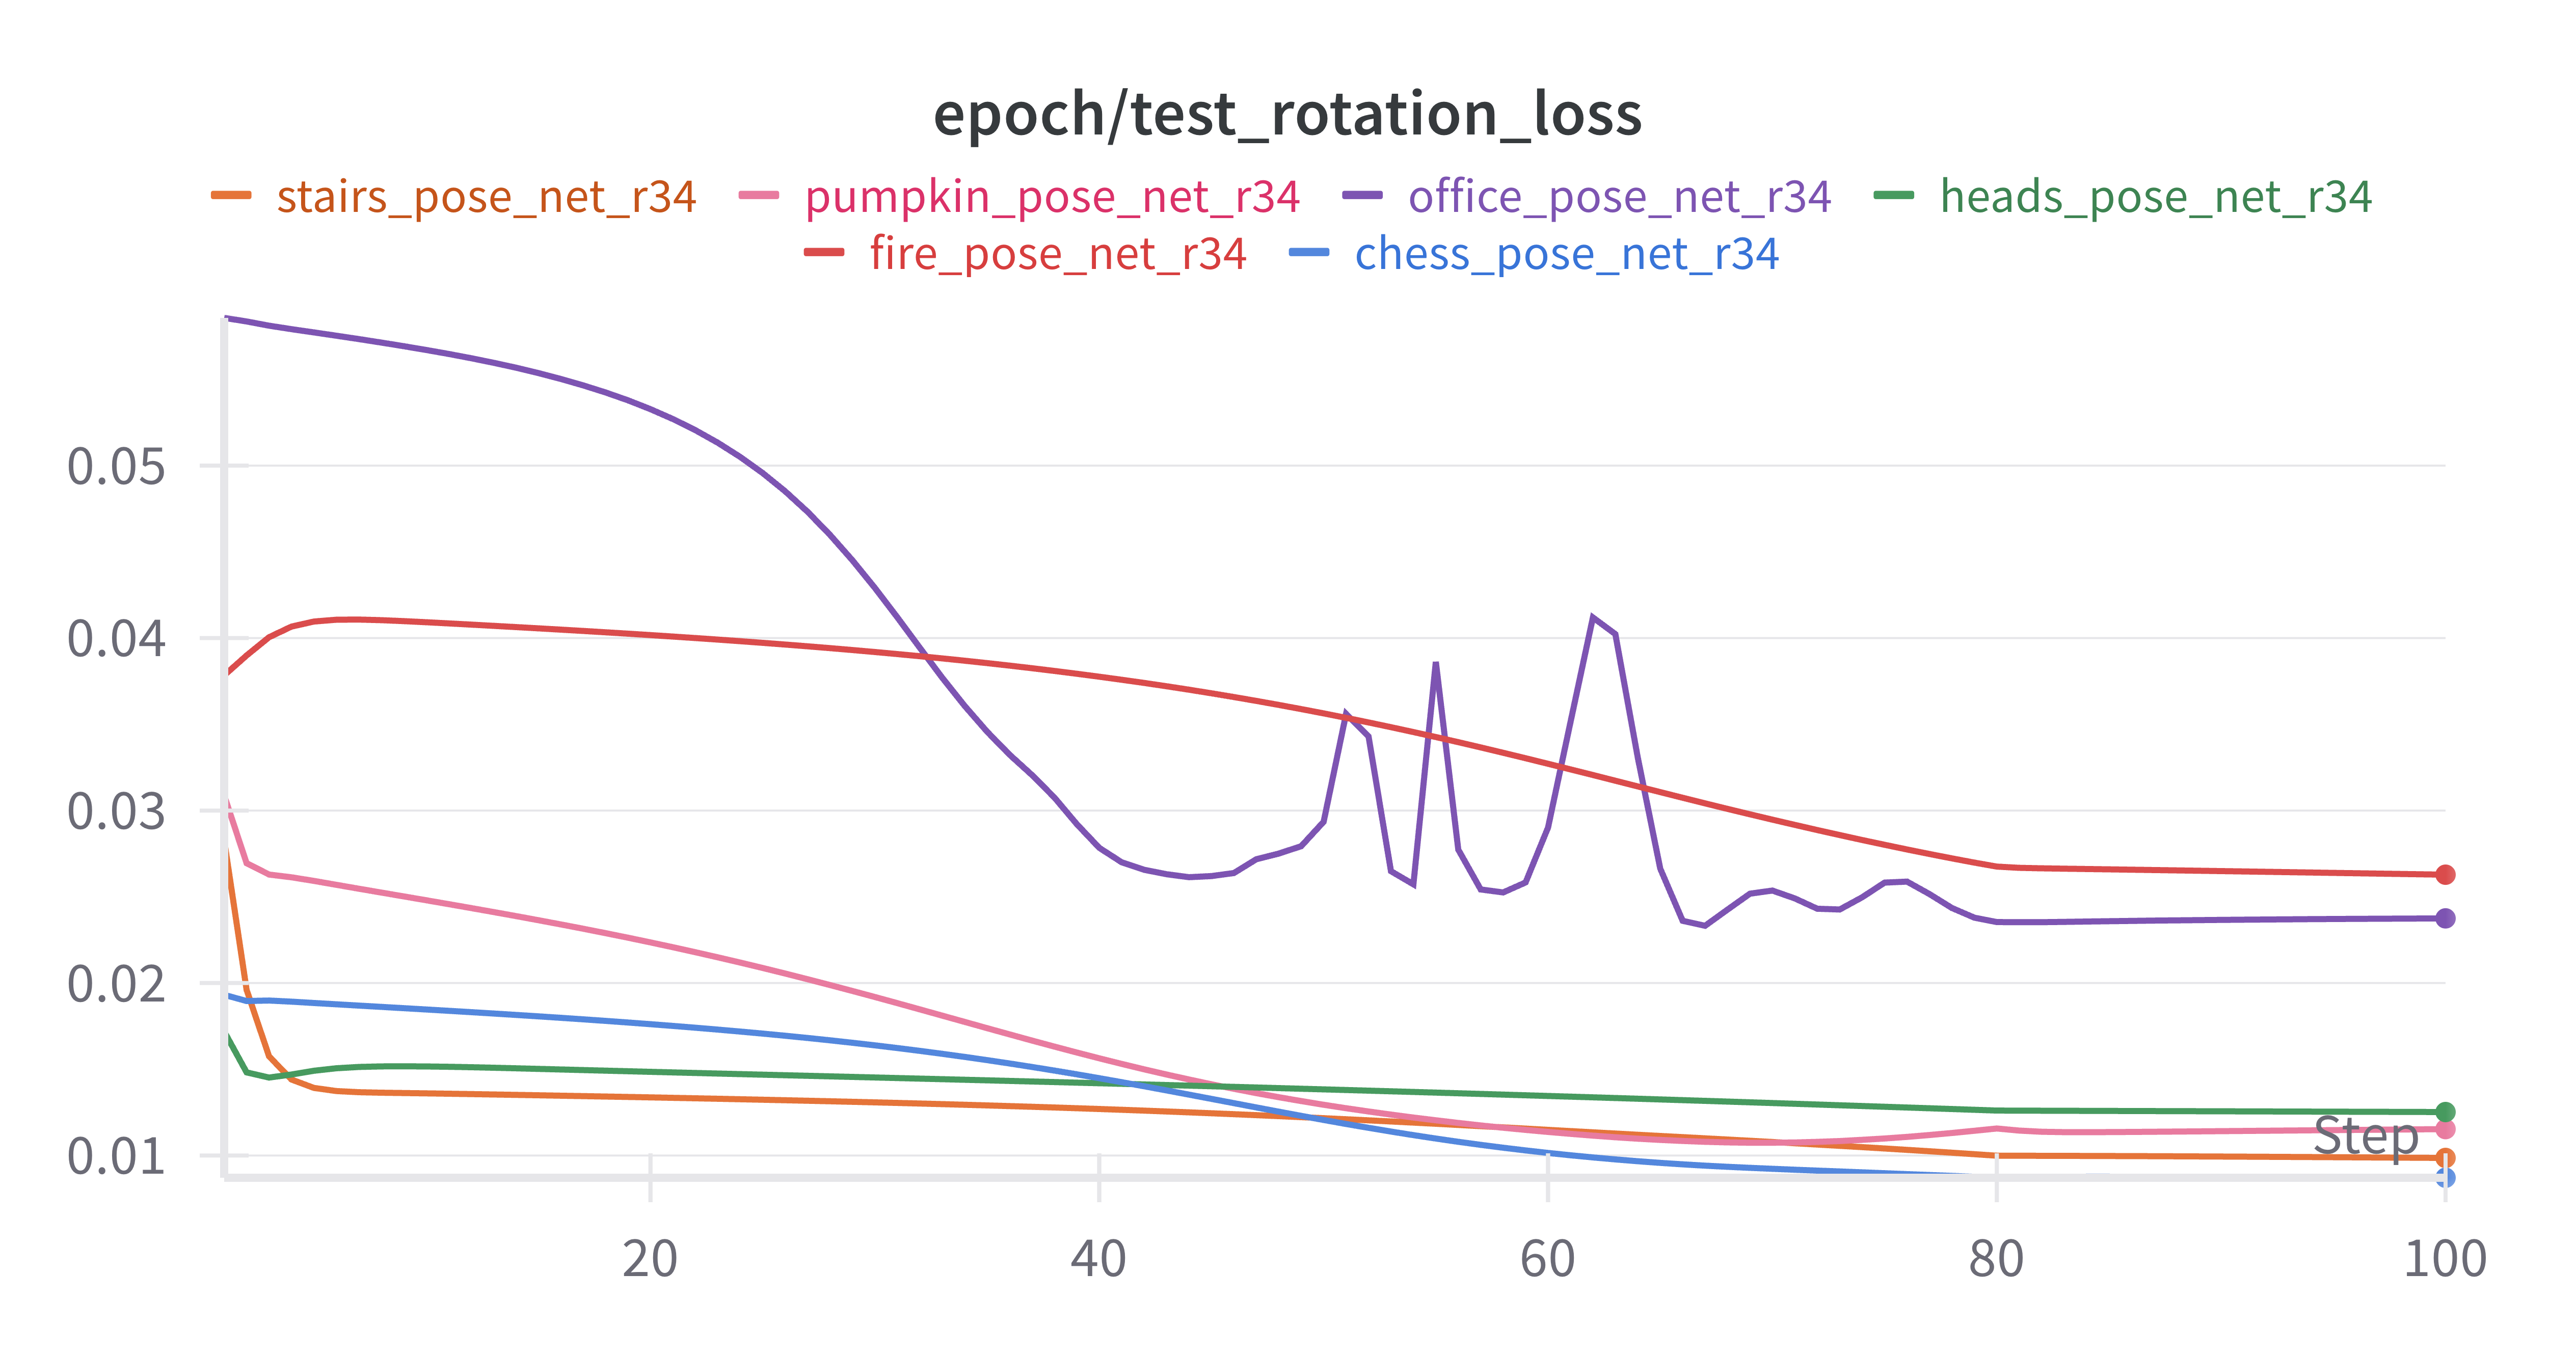 epoch/test_rotation_loss
stairs_pose_net_r34 pumpkin_pose_net_r34 office_pose_net_r34 heads_pose_net_r34
fire_pose_net_r34 chess_pose_net_r34
0.05
0.04
0.03
0.02
0.01
Step
20 40 60 80 100